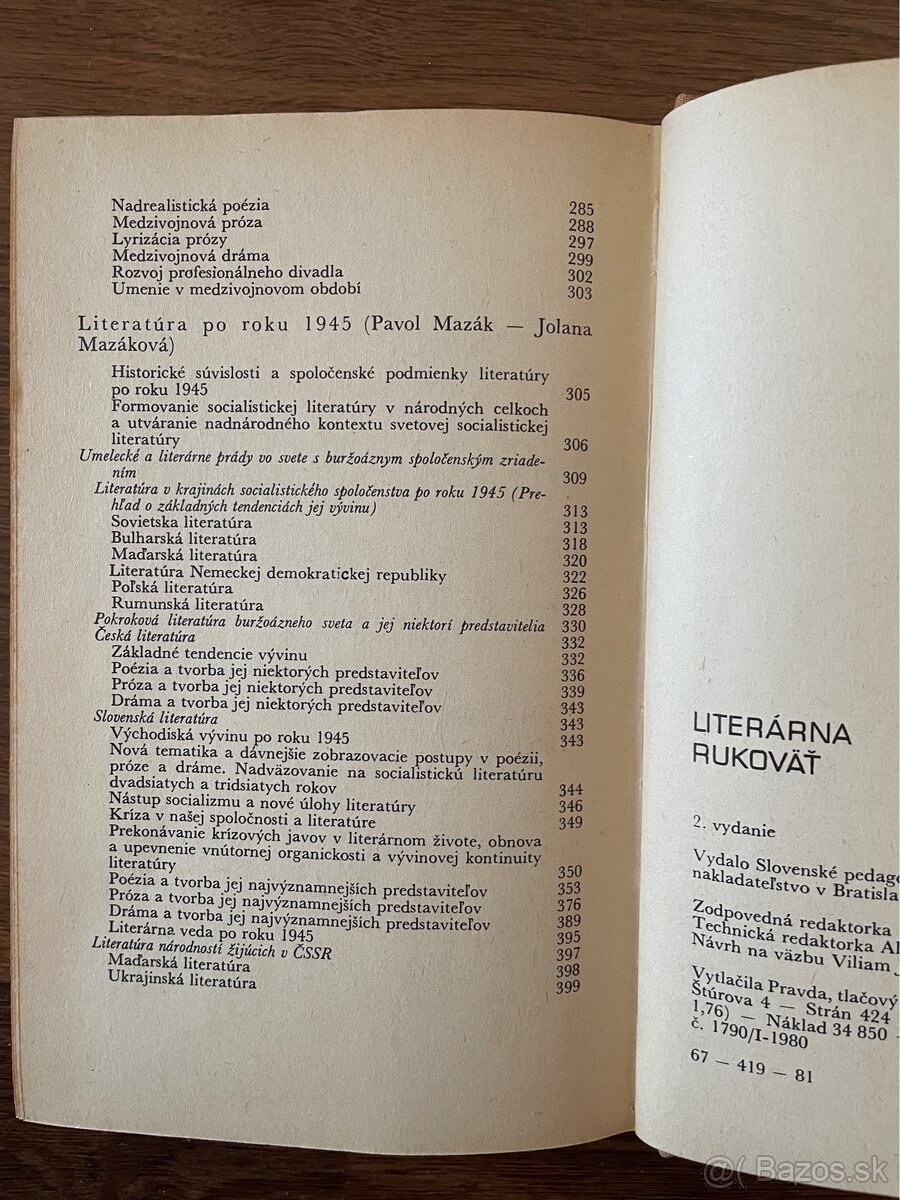 Nadrealistická poézia 285
Medzivojnová próza 288
Lyrizácia prózy 297
Medzivojnová dráma 299
Rozvoj profesionálneho divadla 302
Umenie v medzivojnovom období 303
Literatúra po roku 1945 (Pavol Mazák — Jolana
Mazáková)
Historické súvislosti a spoločenské podmienky literatúry
po roku 1945 305
Formovanie socialistickej literatúry v národných celkoch
a utváranie nadnárodného kontextu svetovej socialistickej
literatúry 306
Umelecké a literárne prúdy vo svete s buržoáznym spoločenským zriade-
ním 309
Literatúra v krajinách socialistického spoločenstva po roku 1945 (Pre-
hľad o základných tendenciách jej vývinu) 313
Sovietska literatúra 313
Bulharská literatúra 318
Maďarská literatúra 320
Literatúra Nemeckej demokratickej republiky 322
Poľská literatúra 326
Rumunská literatúra 328
Pokroková literatúra buržoázneho sveta a jej niektorí predstavitelia 330
Česká literatúra 332
Základné tendencie vývinu 332
Poézia a tvorba jej niektorých predstaviteľov 336
Próza a tvorba jej niektorých predstaviteľov 339
Dráma a tvorba jej niektorých predstaviteľov 343
Slovenská literatúra 343
Východiská vývinu po roku 1945 343
Nová tematika a dávnejšie zobrazovacie postupy v poézii,
próze a dráme. Nadväzovanie na socialistickú literatúru
dvadsiatych a tridsiatych rokov 344
Nástup socializmu a nové úlohy literatúry 346
Kríza v našej spoločnosti a literatúre 349
Prekonávanie krízových javov v literárnom živote, obnova
a upevnenie vnútornej organickosti a vývinovej kontinuity
literatúry 350
Poézia a tvorba jej najvýznamnejších predstaviteľov 353
Próza a tvorba jej najvýznamnejších predstaviteľov 376
Dráma a tvorba jej najvýznamnejších predstaviteľov 389
Literárna veda po roku 1945 395
Literatúra národností žijúcich v ČSSR 397
Maďarská literatúra 398
Ukrajinská literatúra 399
LITERÁRNA
RUKOVÄŤ
2. vydanie
Vydalo Slovenské pedago
nakladateľstvo v Bratisla
Zodpovedná redaktorka
Technická redaktorka Al
Návrh na väzbu Viliam J
Vytlačila Pravda, tlačový
Štúrova 4 — Strán 424
1,76) — Náklad 34 850 —
č. 1790/I-1980
67 — 419 — 81
@( Bazos.sk